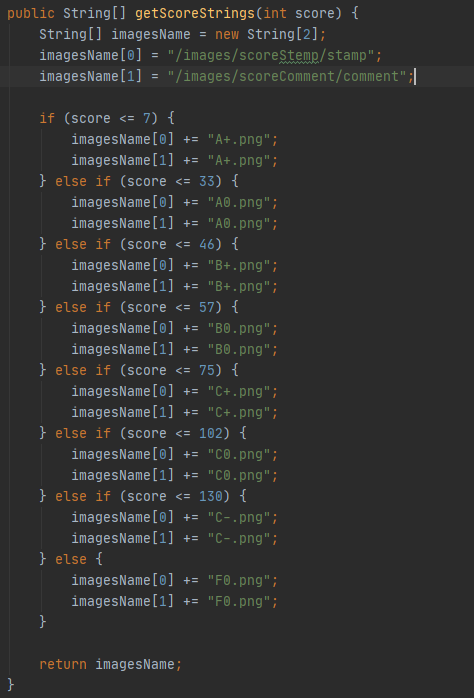 public String[] getScoreStrings(int score) {
    String[] imagesName = new String[2];
    imagesName[0] = "/images/scoreStemp/stamp";
    imagesName[1] = "/images/scoreComment/comment";

    if (score <= 7) {
        imagesName[0] += "A+.png";
        imagesName[1] += "A+.png";
    } else if (score <= 33) {
        imagesName[0] += "A0.png";
        imagesName[1] += "A0.png";
    } else if (score <= 46) {
        imagesName[0] += "B+.png";
        imagesName[1] += "B+.png";
    } else if (score <= 57) {
        imagesName[0] += "B0.png";
        imagesName[1] += "B0.png";
    } else if (score <= 75) {
        imagesName[0] += "C+.png";
        imagesName[1] += "C+.png";
    } else if (score <= 102) {
        imagesName[0] += "C0.png";
        imagesName[1] += "C0.png";
    } else if (score <= 130) {
        imagesName[0] += "C-.png";
        imagesName[1] += "C-.png";
    } else {
        imagesName[0] += "F0.png";
        imagesName[1] += "F0.png";
    }

    return imagesName;
}